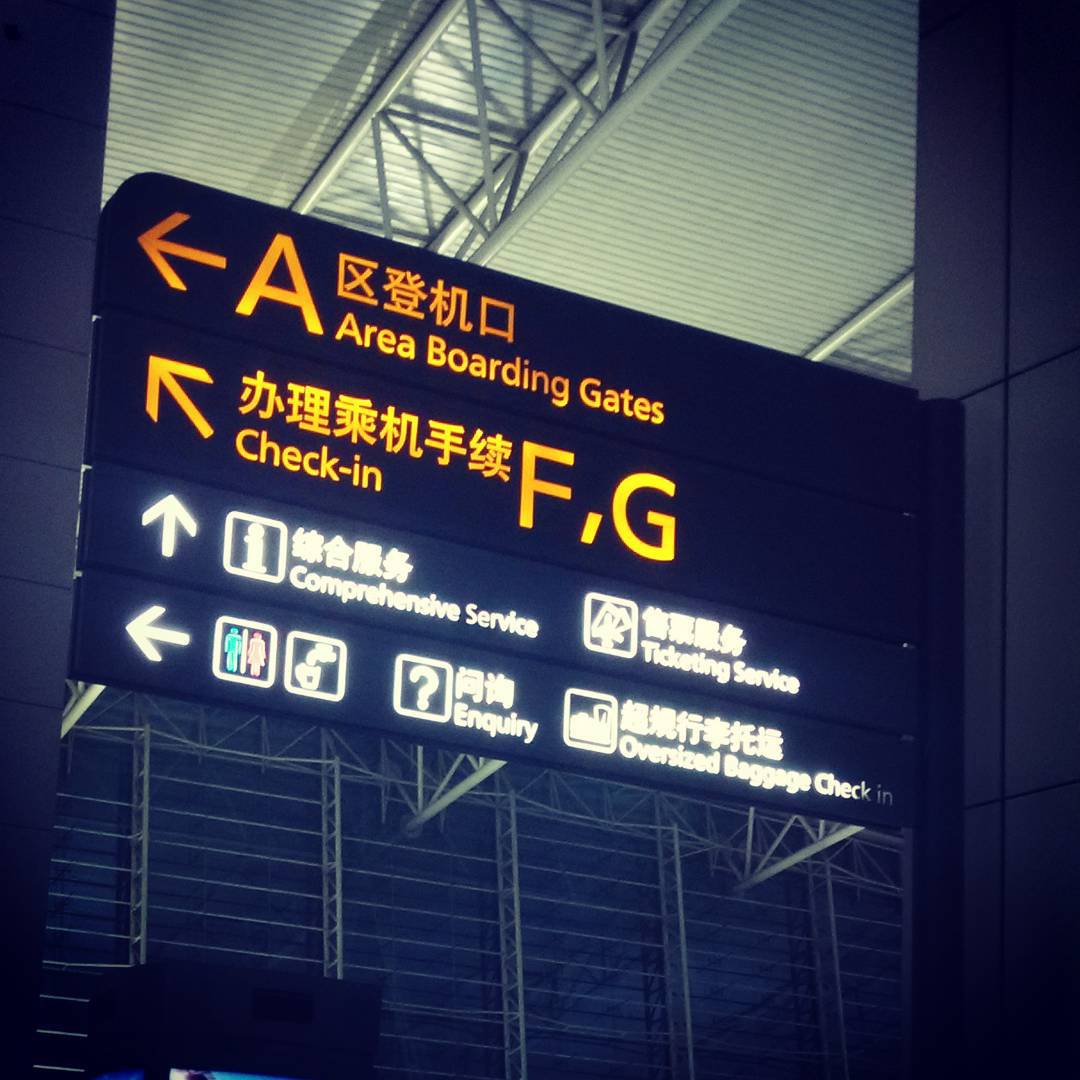 A 区登机口
Area Boarding Gates
办理乘机手续 F,G
Check-in
i 综合服务 售票服务
Comprehensive Service Ticketing Service
? 问询 超规行李托运
Enquiry Oversized Baggage Check in